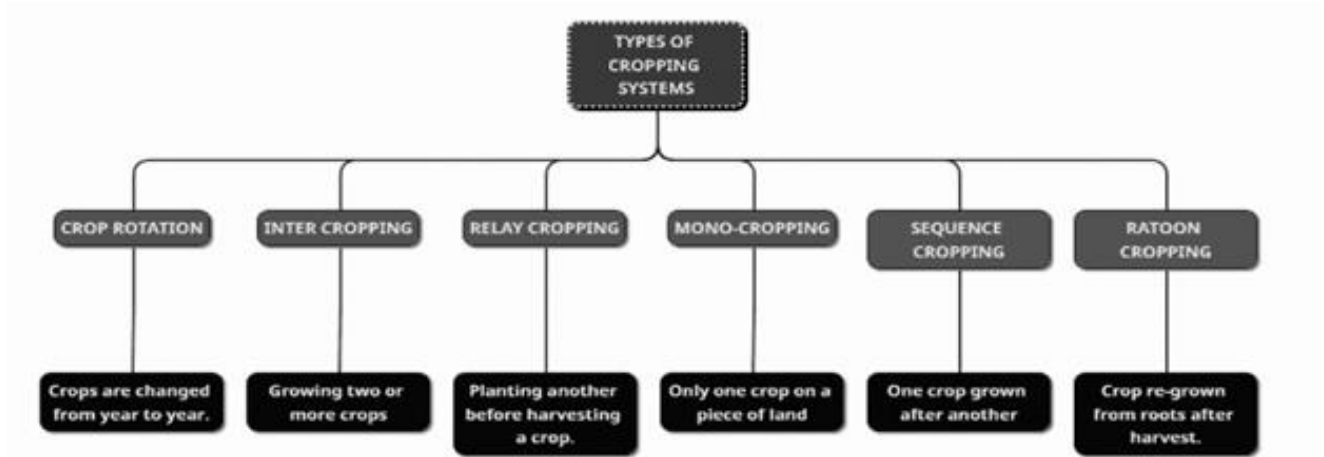 TYPES OF
CROPPING
SYSTEMS
CROP ROTATION
INTER CROPPING
RELAY CROPPING
MONO-CROPPING
SEQUENCE
CROPPING
RATOON
CROPPING
Crops are changed
from year to year.
Growing two or
more crops
Planting another
before harvesting
a crop.
Only one crop on a
piece of land
One crop grown
after another
Crop re-grown
from roots after
harvest.